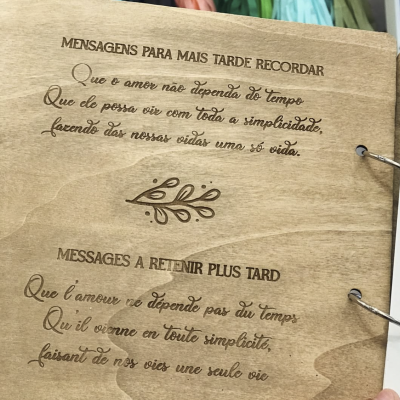 MENSAGENS PARA MAIS TARDE RECORDAR
Que o amor não dependa do tempo
Que ele possa vir com toda a simplicidade,
fazendo das nossas vidas uma só vida.
MESSAGES A RETENIR PLUS TARD
Que l'amour ne dépende pas du temps
Qu'il vienne en toute simplicité,
faisant de nos vies une seule vie